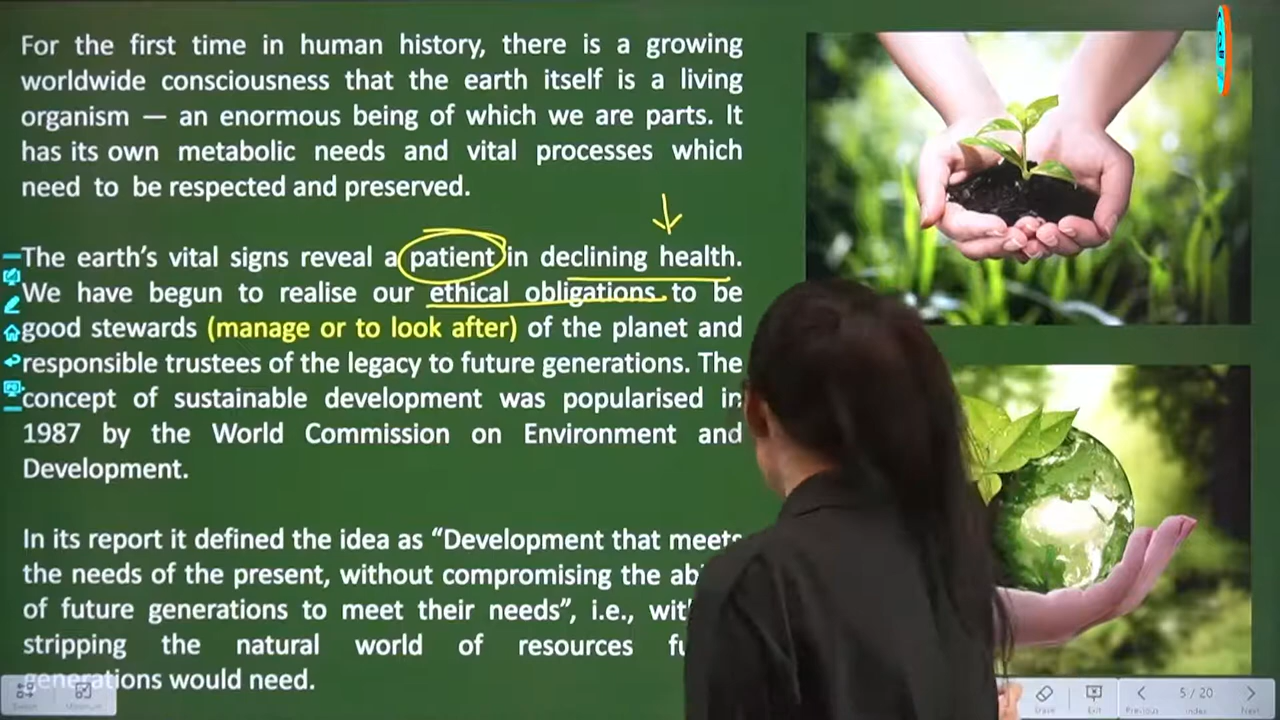 For the first time in human history, there is a growing
worldwide consciousness that the earth itself is a living
organism — an enormous being of which we are parts. It
has its own metabolic needs and vital processes which
need to be respected and preserved.
The earth's vital signs reveal a patient in declining health.
We have begun to realise our ethical obligations to be
good stewards (manage or to look after) of the planet and
responsible trustees of the legacy to future generations. The
concept of sustainable development was popularised in
1987 by the World Commission on Environment and
Development.
In its report it defined the idea as “Development that meets
the needs of the present, without compromising the
of future generations to meet their needs”, i.e.,
stripping the natural world of resources
generations would need.
Exit
Previous
5 / 20
Index
Next